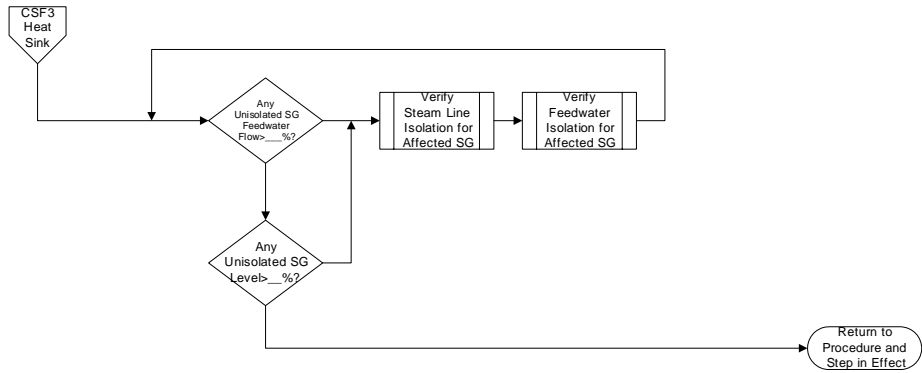 CSF3
Heat
Sink
Any
Unisolated SG
Feedwater
Flow>___%?
Verify
Steam Line
Isolation for
Affected SG
Verify
Feedwater
Isolation for
Affected SG
Any
Unisolated SG
Level>__%?
Return to
Procedure and
Step in Effect